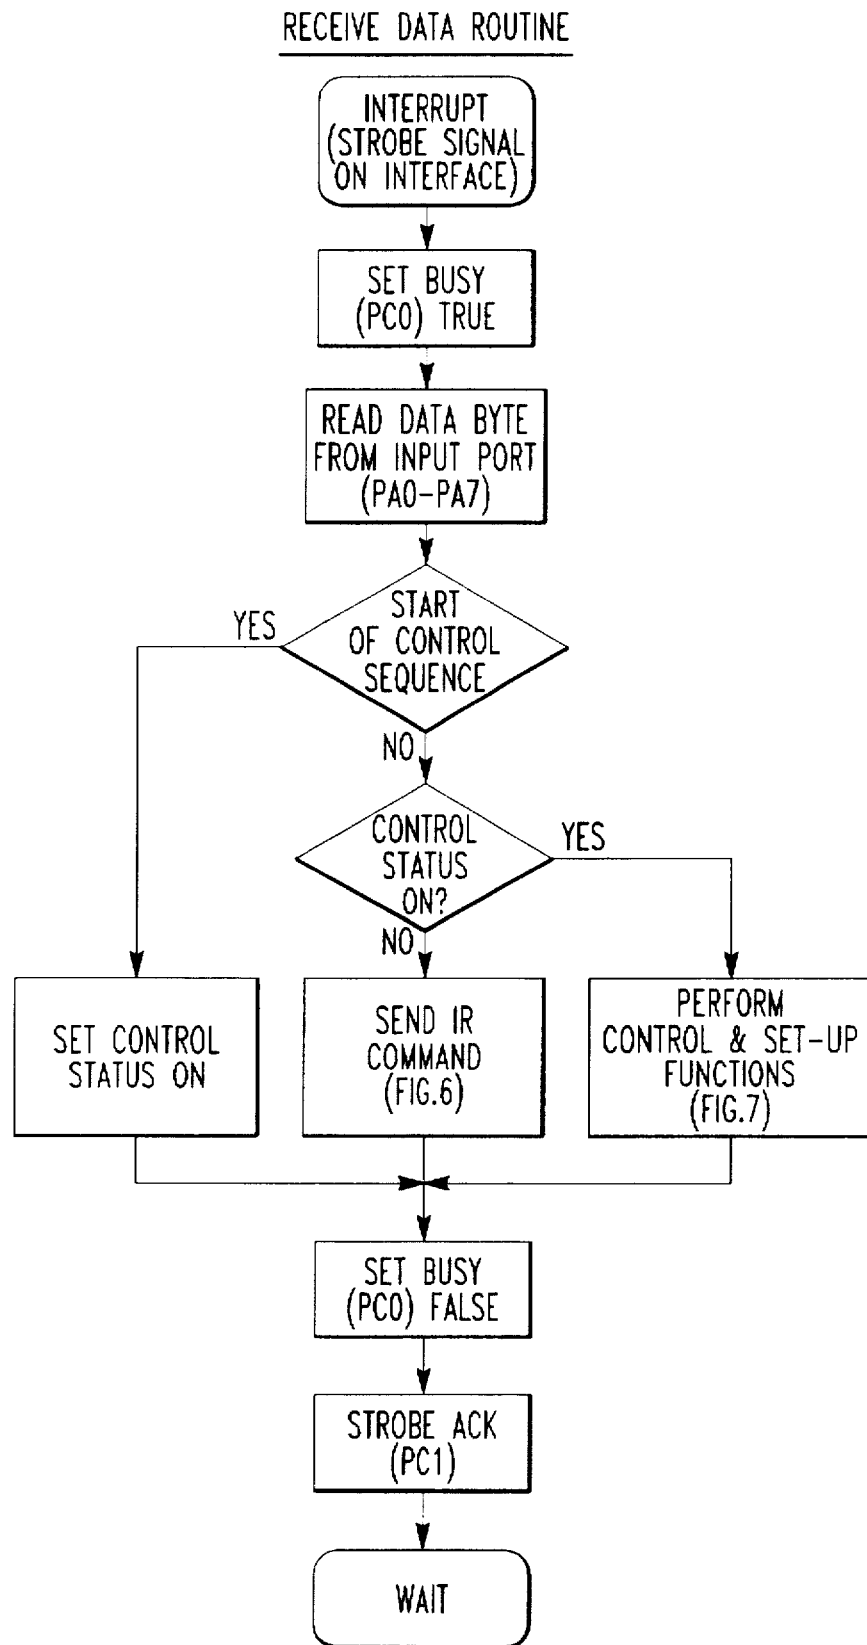 RECEIVE DATA ROUTINE
INTERRUPT
(STROBE SIGNAL
ON INTERFACE)
SET BUSY
(PC0) TRUE
READ DATA BYTE
FROM INPUT PORT
(PA0-PA7)
START
OF CONTROL
SEQUENCE
YES
NO
CONTROL
STATUS
ON?
YES
NO
SET CONTROL
STATUS ON
SEND IR
COMMAND
(FIG.6)
PERFORM
CONTROL & SET-UP
FUNCTIONS
(FIG.7)
SET BUSY
(PC0) FALSE
STROBE ACK
(PC1)
WAIT